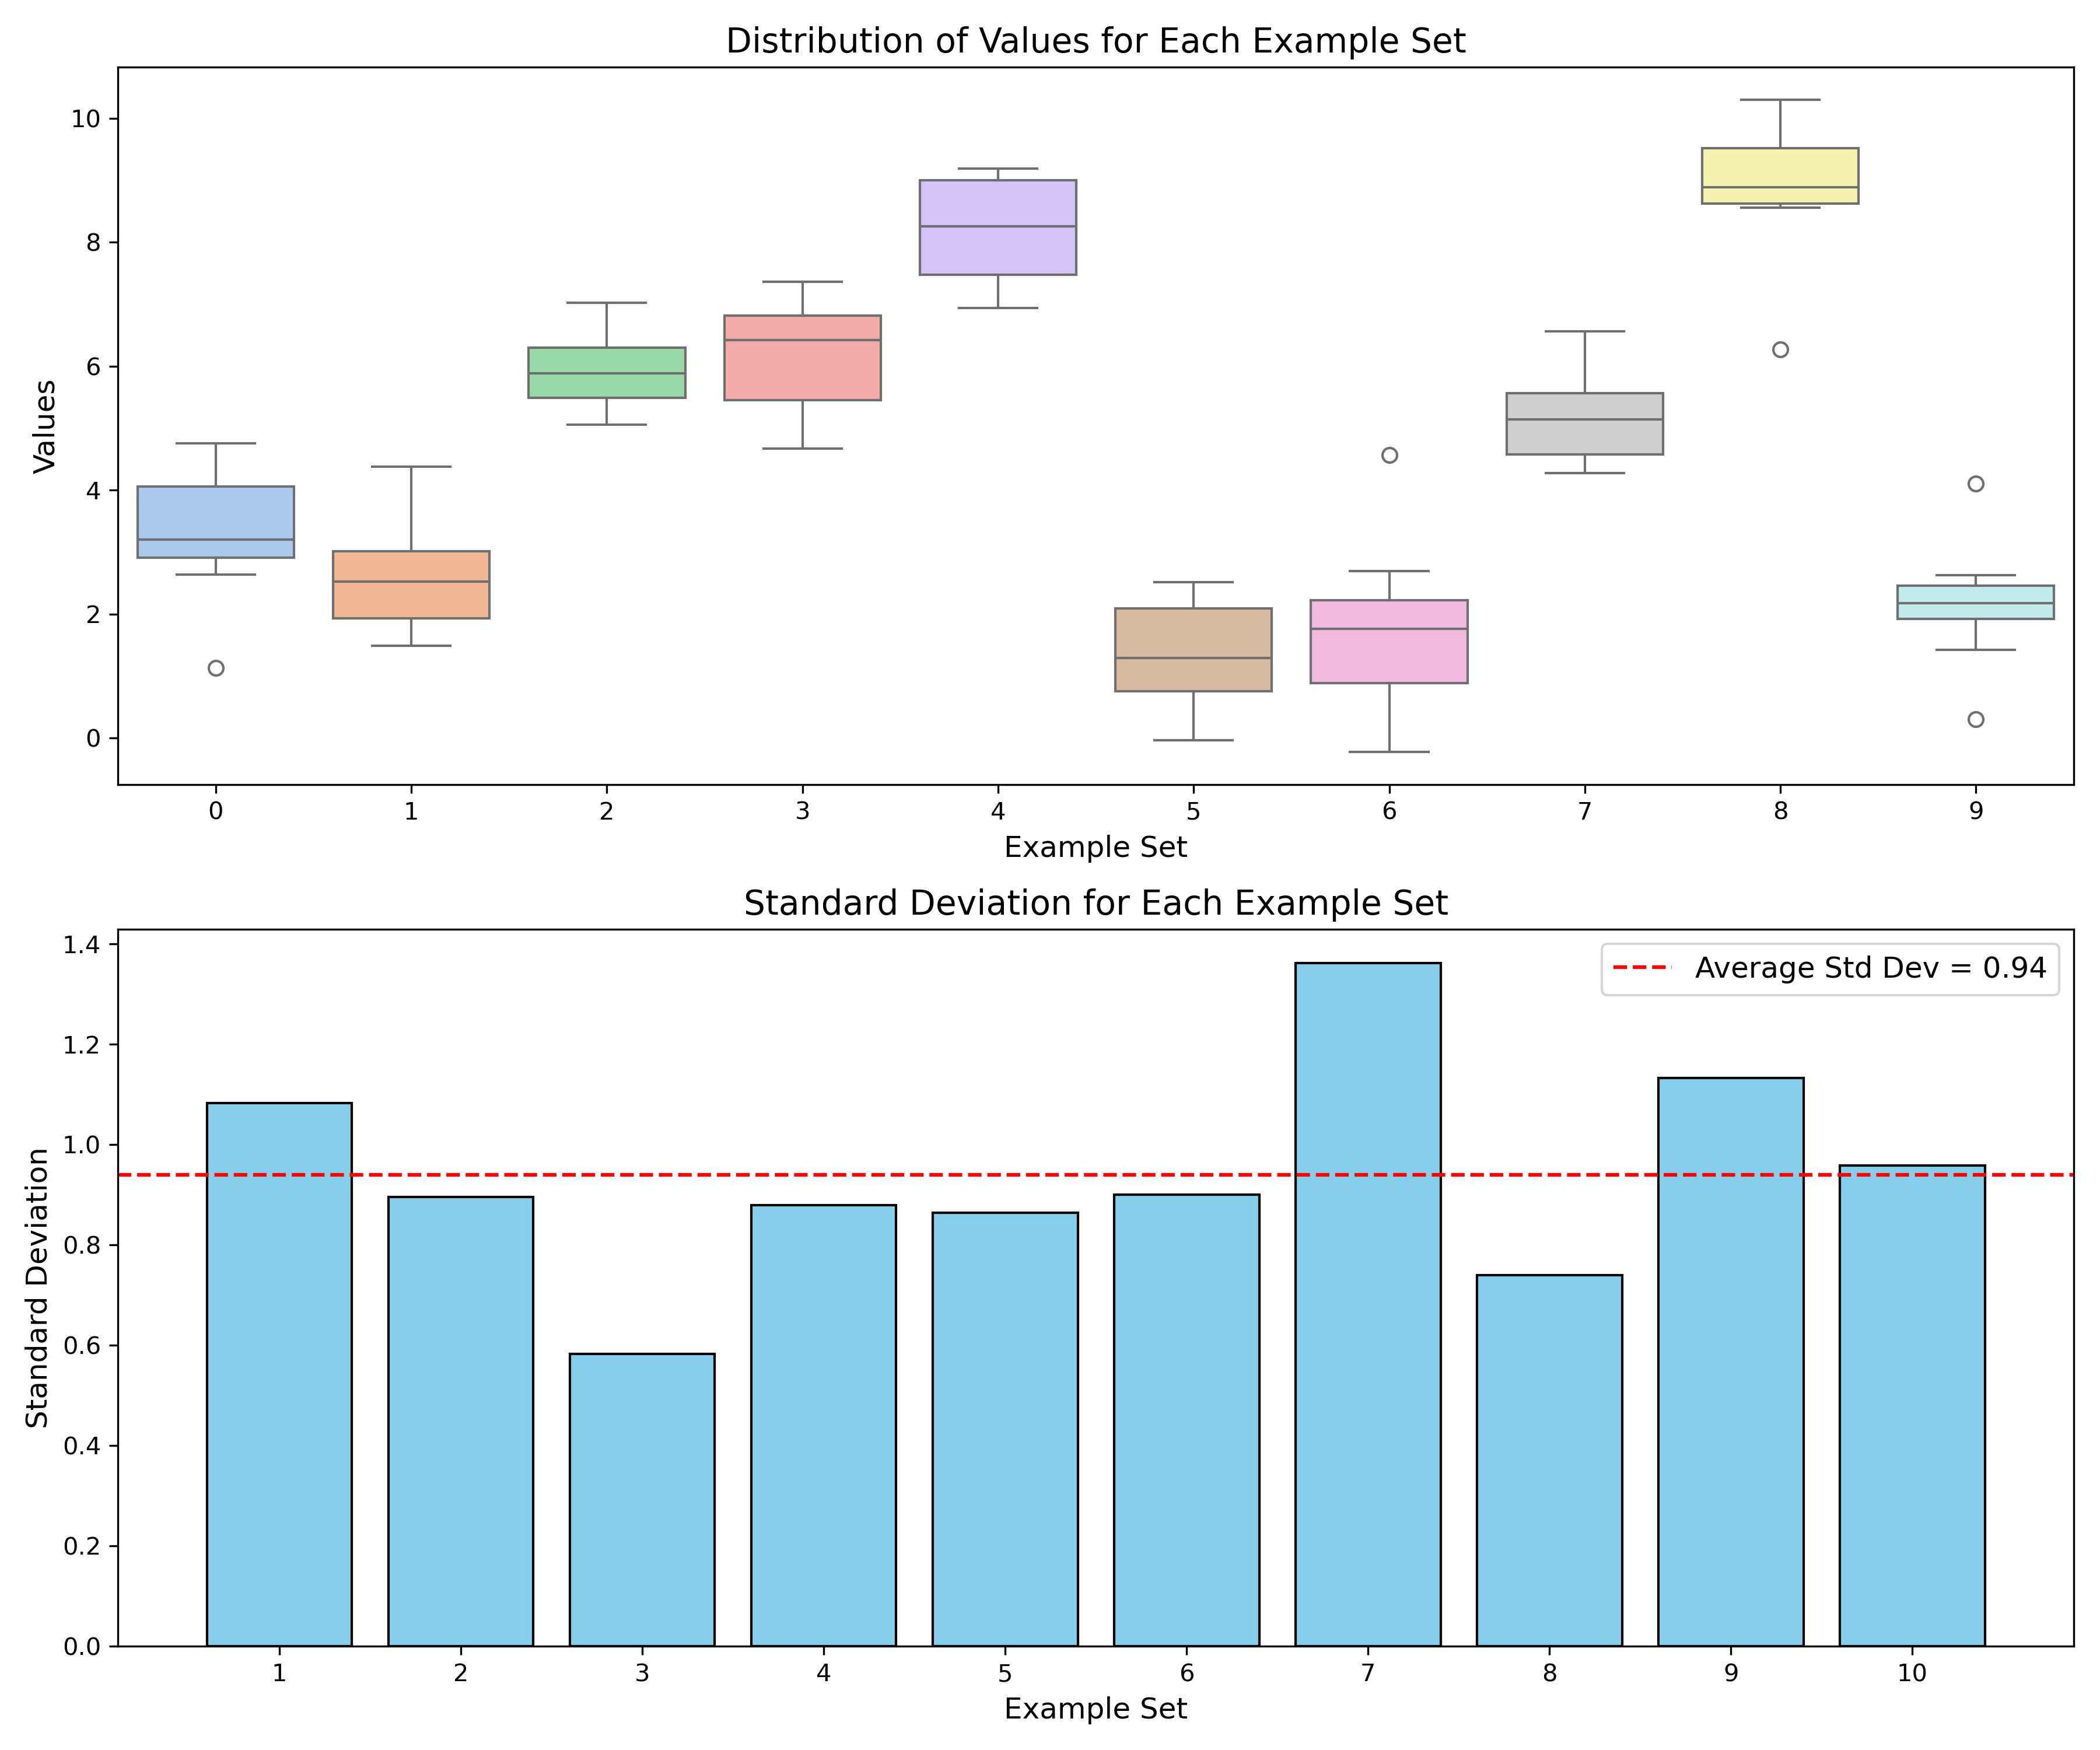 Distribution of Values for Each Example Set
10
8
6
4
2
0
Values
0 1 2 3 4 5 6 7 8 9
Example Set
Standard Deviation for Each Example Set
1.4
1.2
1.0
0.8
0.6
0.4
0.2
0.0
Standard Deviation
Average Std Dev = 0.94
1 2 3 4 5 6 7 8 9 10
Example Set